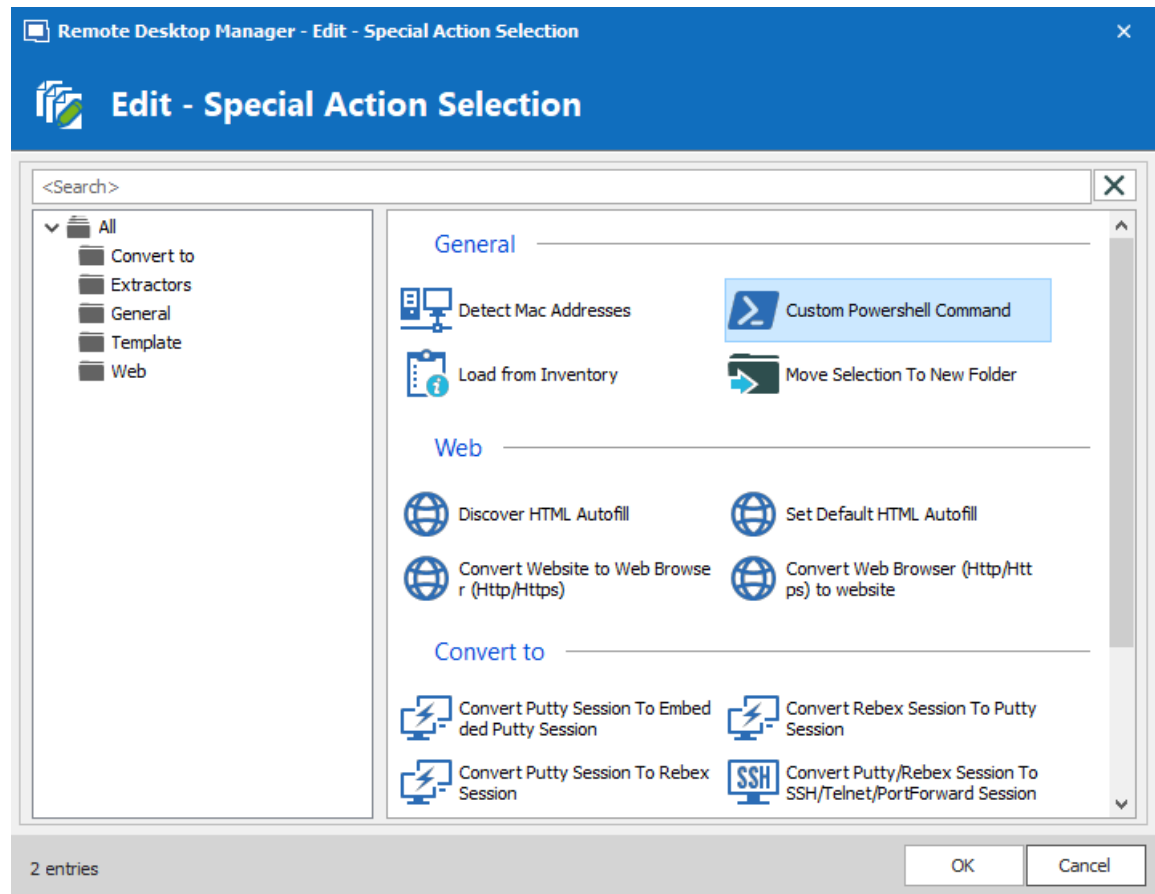 Remote Desktop Manager - Edit - Special Action Selection
Edit - Special Action Selection
<Search>
All
Convert to
Extractors
General
Template
Web
General
Detect Mac Addresses
Custom Powershell Command
Load from Inventory
Move Selection To New Folder
Web
Discover HTML Autofill
Set Default HTML Autofill
Convert Website to Web Browse
r (Http/Https)
Convert Web Browser (Http/Htt
ps) to website
Convert to
Convert Putty Session To Embed
ded Putty Session
Convert Rebex Session To Putty
Session
Convert Putty Session To Rebex
Session
SSH
Convert Putty/Rebex Session To
SSH/Telnet/PortForward Session
2 entries
OK
Cancel